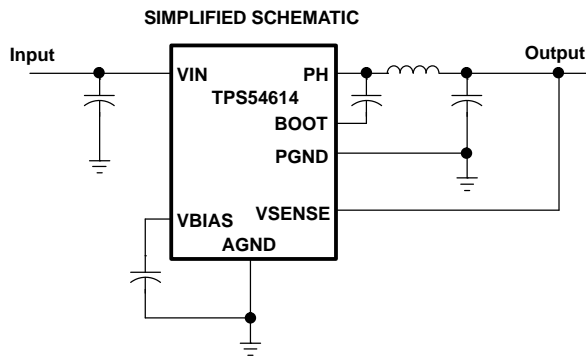 SIMPLIFIED SCHEMATIC
Input
Output
VIN
PH
TPS54614
BOOT
PGND
VBIAS
VSENSE
AGND